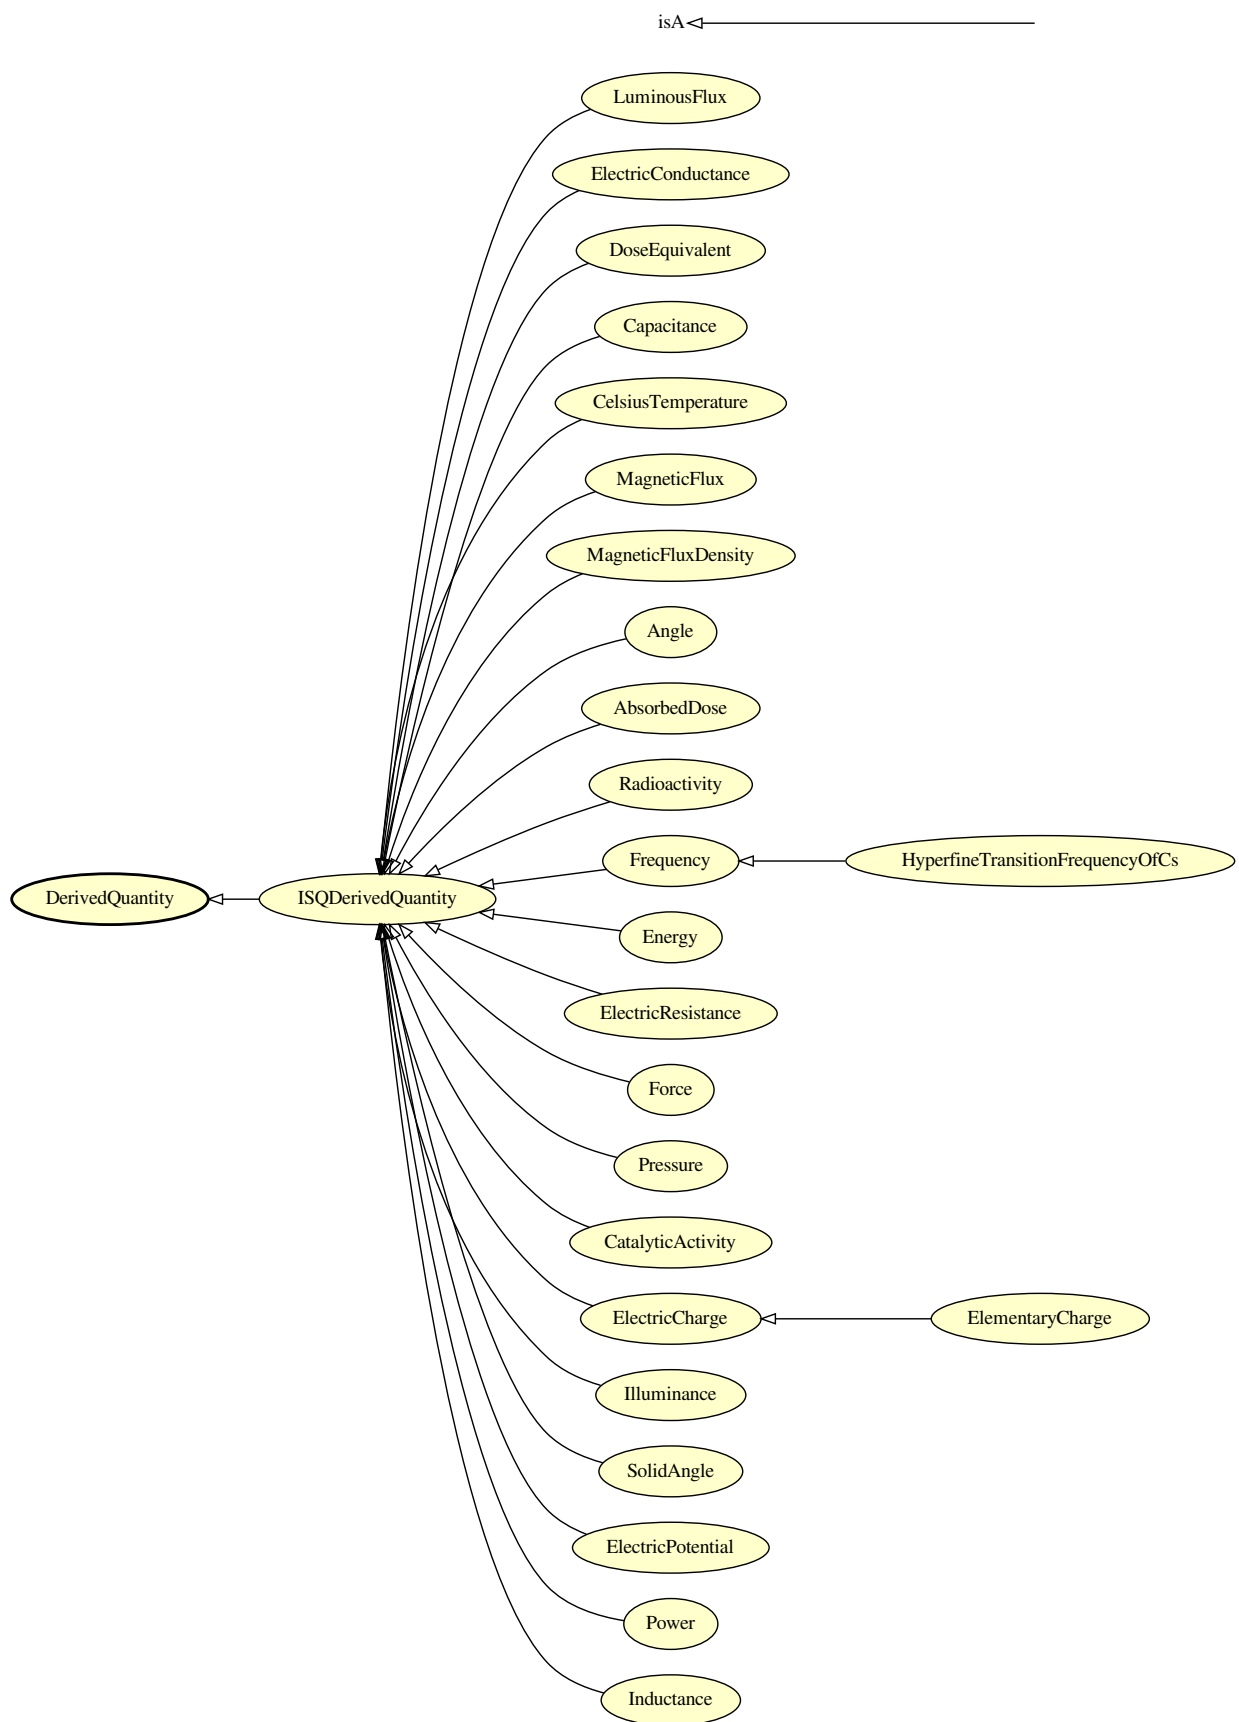 isA
LuminousFlux
ElectricConductance
DoseEquivalent
Capacitance
CelsiusTemperature
MagneticFlux
MagneticFluxDensity
Angle
AbsorbedDose
Radioactivity
Frequency
HyperfineTransitionFrequencyOfCs
DerivedQuantity
ISQDerivedQuantity
Energy
ElectricResistance
Force
Pressure
CatalyticActivity
ElectricCharge
ElementaryCharge
Illuminance
SolidAngle
ElectricPotential
Power
Inductance